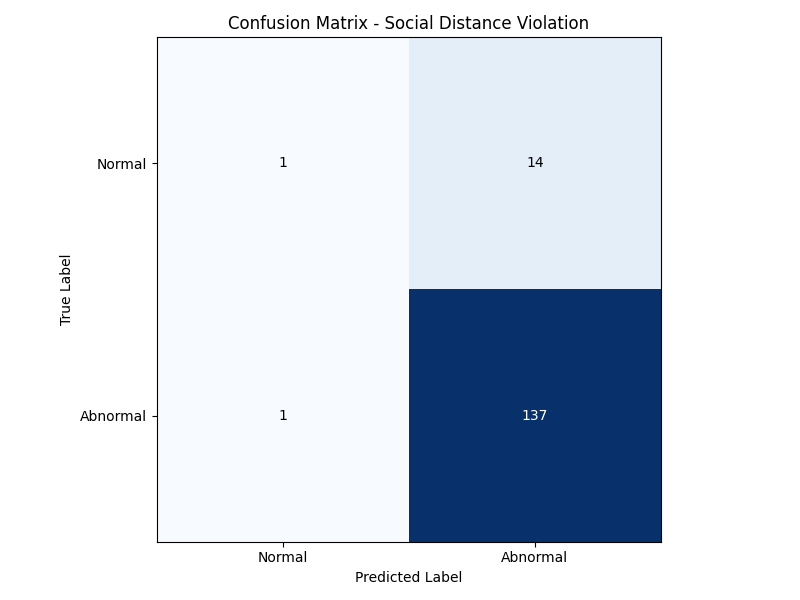 Confusion Matrix - Social Distance Violation
Normal
1
14
True Label
Abnormal
1
137
Normal
Abnormal
Predicted Label